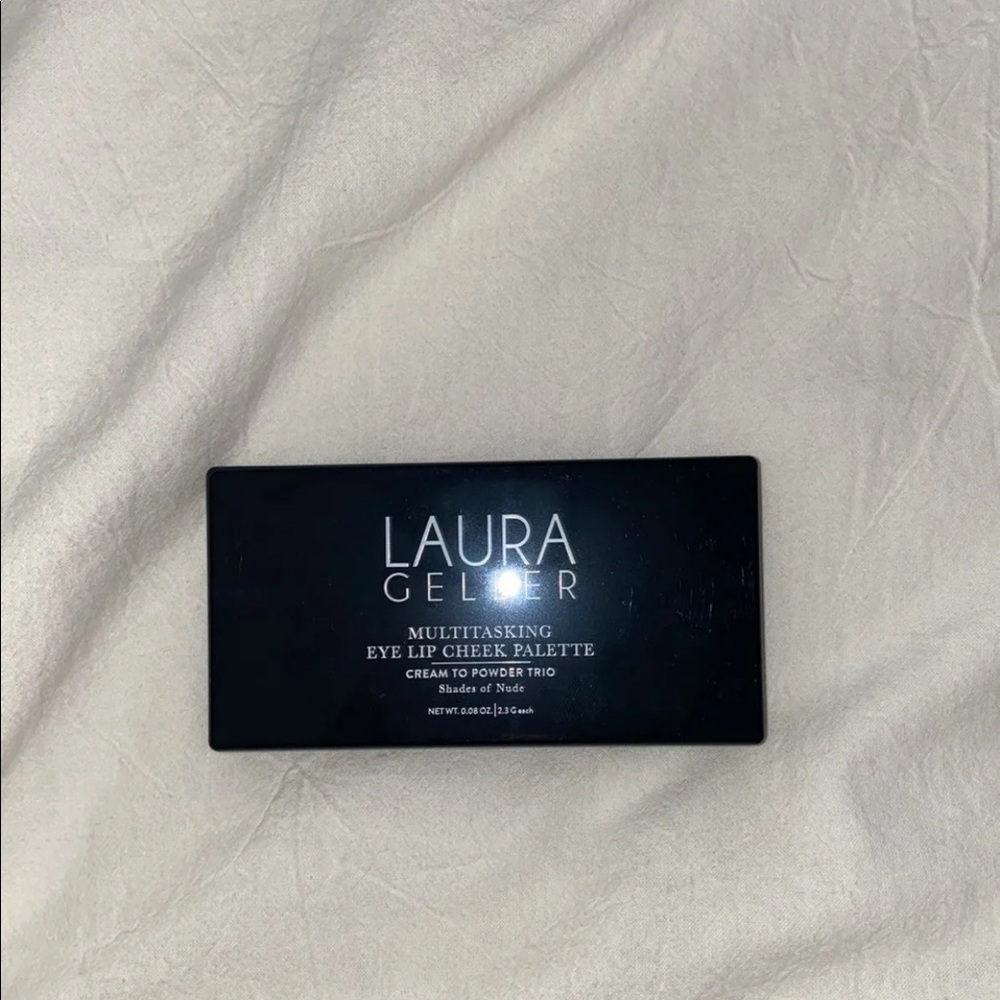 LAURA
GELLER
MULTITASKING
EYE LIP CHEEK PALETTE
CREAM TO POWDER TRIO
Shades of Nude
NET WT. 0.08 OZ. | 2.3 G each